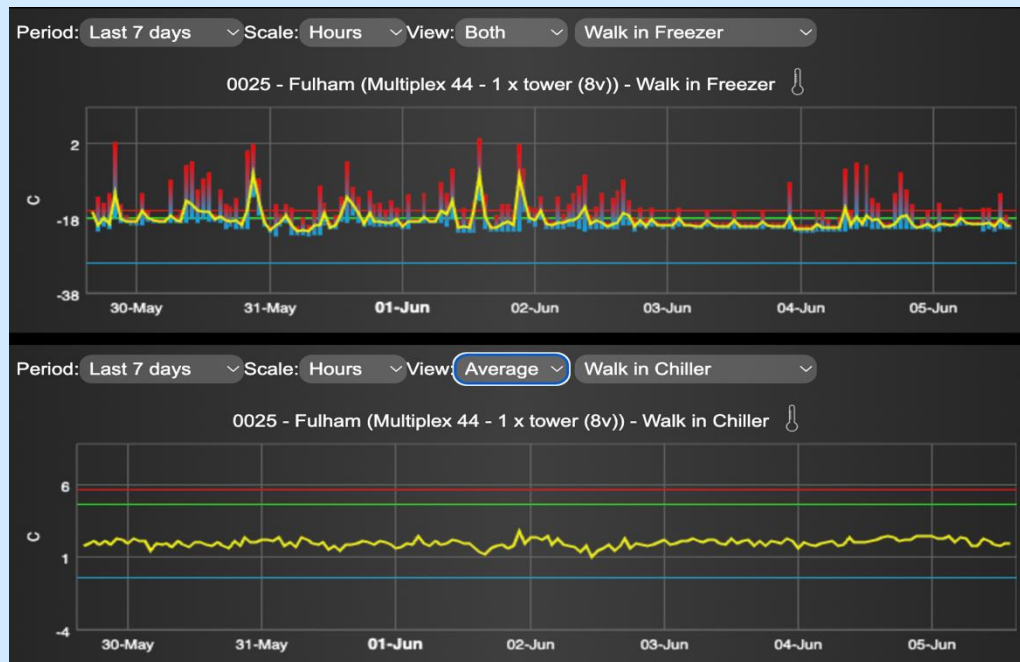 Period: Last 7 days Scale: Hours View: Both Walk in Freezer
0025 - Fulham (Multiplex 44 - 1 x tower (8v)) - Walk in Freezer
2
C
-18
-38
30-May 31-May 01-Jun 02-Jun 03-Jun 04-Jun 05-Jun
Period: Last 7 days Scale: Hours View: Average Walk in Chiller
0025 - Fulham (Multiplex 44 - 1 x tower (8v)) - Walk in Chiller
6
C
1
-4
30-May 31-May 01-Jun 02-Jun 03-Jun 04-Jun 05-Jun